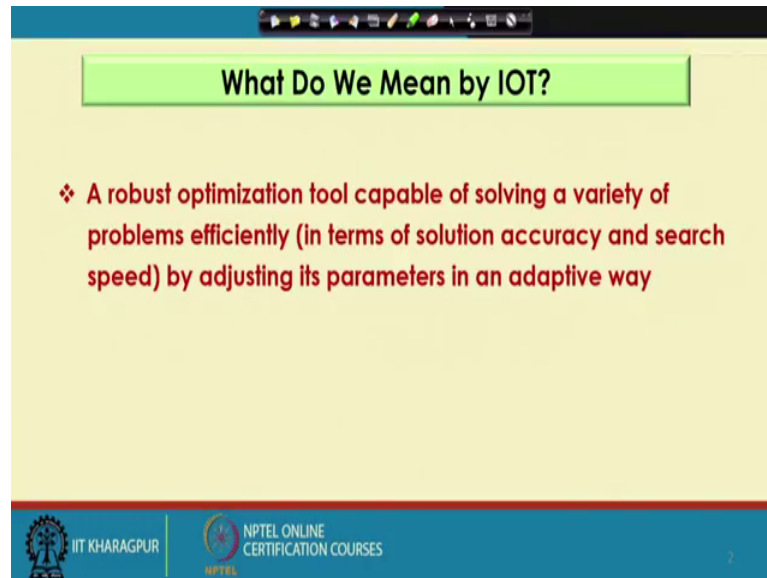 What Do We Mean by IOT?
❖ A robust optimization tool capable of solving a variety of
problems efficiently (in terms of solution accuracy and search
speed) by adjusting its parameters in an adaptive way
IIT KHARAGPUR
NPTEL ONLINE
CERTIFICATION COURSES
NPTEL
2